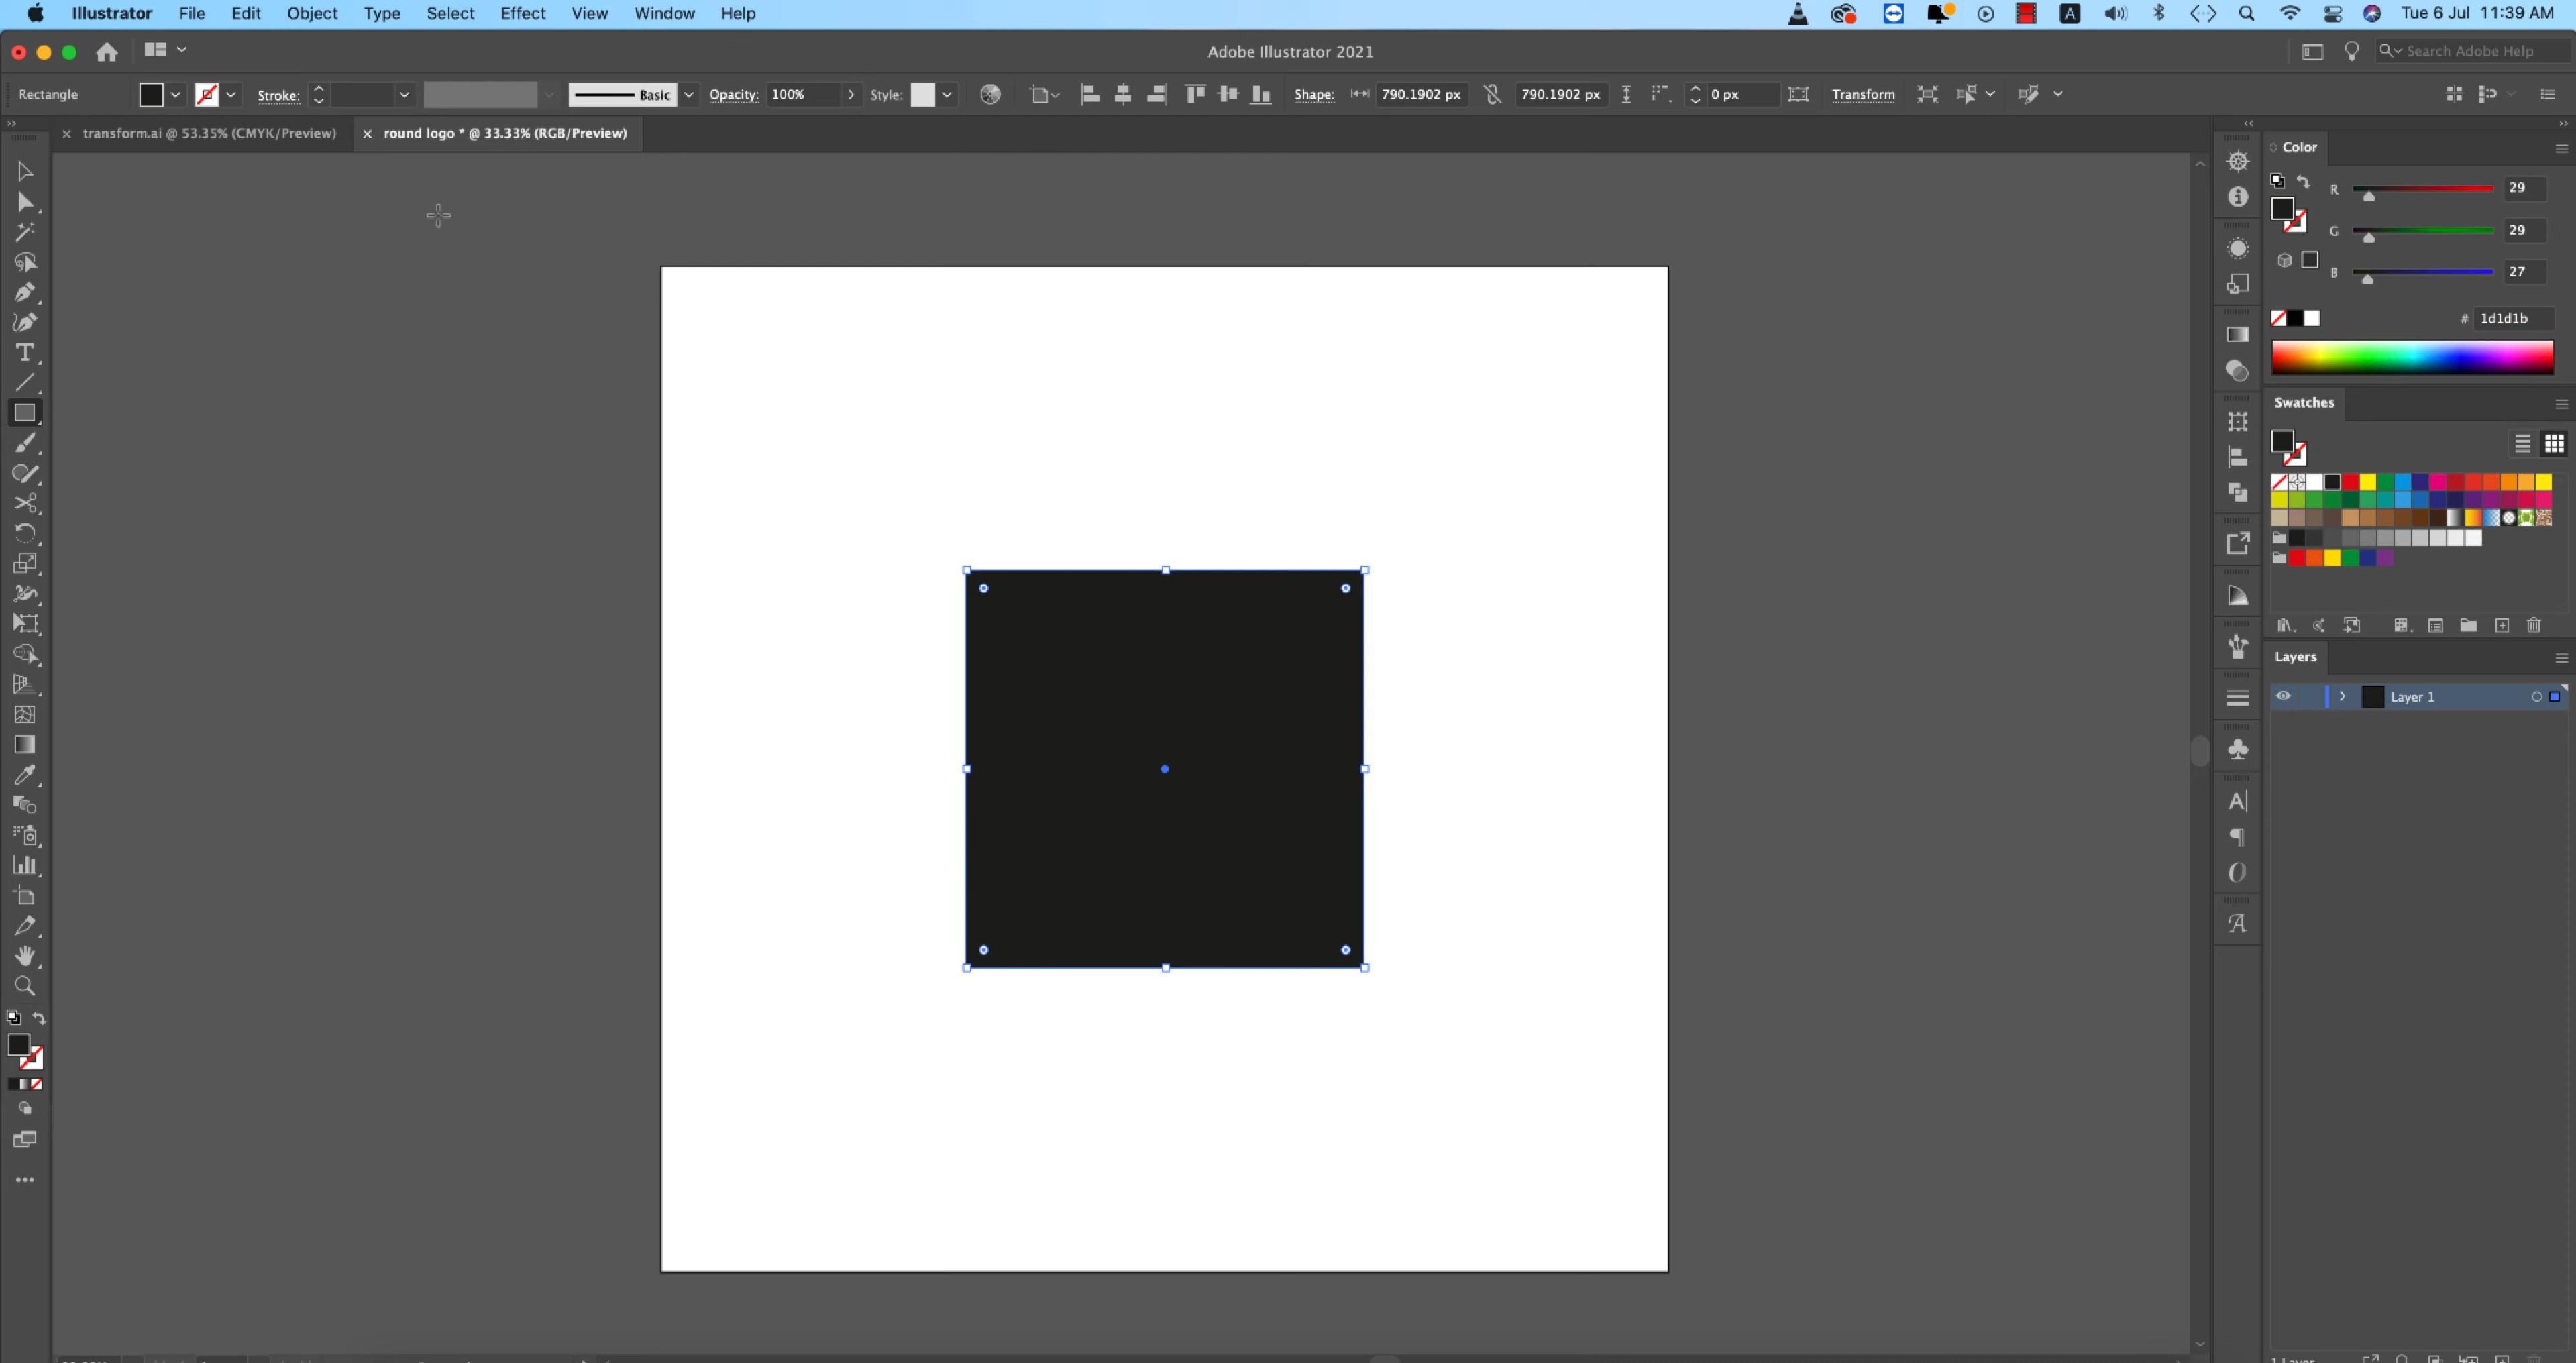 Illustrator File Edit Object Type Select Effect View Window Help A Tue 6 Jul 11:39 AM
Adobe Illustrator 2021 Search Adobe Help
Rectangle Stroke: Basic Opacity: 100% Style: Shape: 790.1902 px 790.1902 px 0 px Transform
transform.ai @ 53.35% (CMYK/Preview) round logo * @ 33.33% (RGB/Preview)
Color
R 29
G 29
B 27
# 1d1d1b
Swatches
Layers
Layer 1